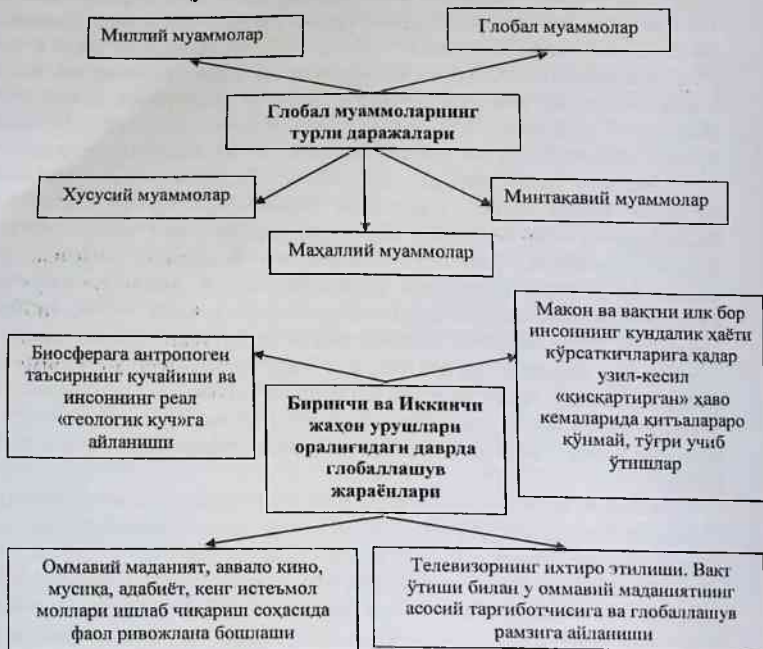 Миллий муаммолар
Глобал муаммолар
Глобал муаммоларнинг
турли даражалари
Хусусий муаммолар
Минтақавий муаммолар
Маҳаллий муаммолар
Биосферага антропоген
таъсирнинг кучайиши ва
инсоннинг реал
«геологик куч»га
айланиши
Биринчи ва Иккинчи
жаҳон урушлари
оралиғидаги даврда
глобаллашув
жараёнлари
Макон ва вақтни илк бор
инсоннинг кундалик ҳаёти
кўрсаткичларига қадар
узил-кесил
«қисқартирган» ҳаво
кемаларида қитъалараро
қўнмай, тўғри учиб
ўтишлар
Оммавий маданият, аввало кино,
мусиқа, адабиёт, кенг истеъмол
моллари ишлаб чиқариш соҳасида
фаол ривожлана бошлаши
Телевизорнинг ихтиро этилиши. Вақт
ўтиши билан у оммавий маданиятнинг
асосий тарғиботчисига ва глобаллашув
рамзига айланиши